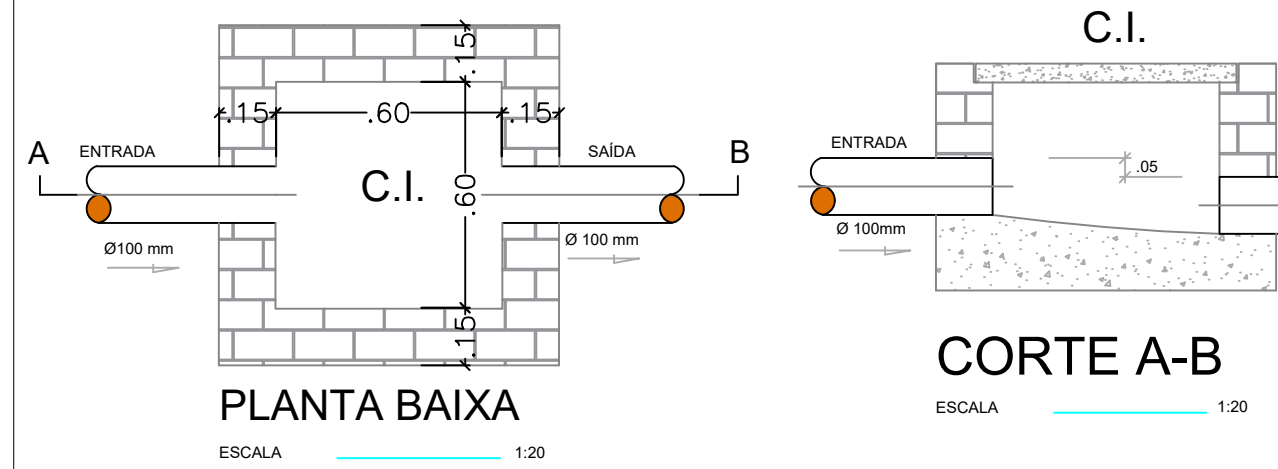 .15
.15
.60
.15
A
ENTRADA
SAÍDA
B
C.I.
.60
Ø100 mm
Ø 100 mm
.15
PLANTA BAIXA
ESCALA
1:20
C.I.
ENTRADA
.05
Ø 100mm
CORTE A-B
ESCALA
1:20